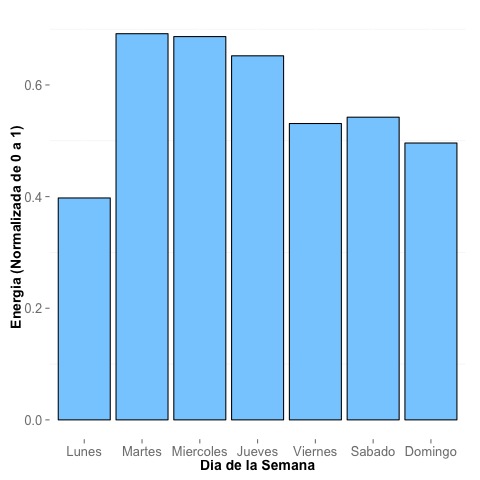 Energia (Normalizada de 0 a 1)
0.6
0.4
0.2
0.0
Lunes Martes Miercoles Jueves Viernes Sabado Domingo
Dia de la Semana